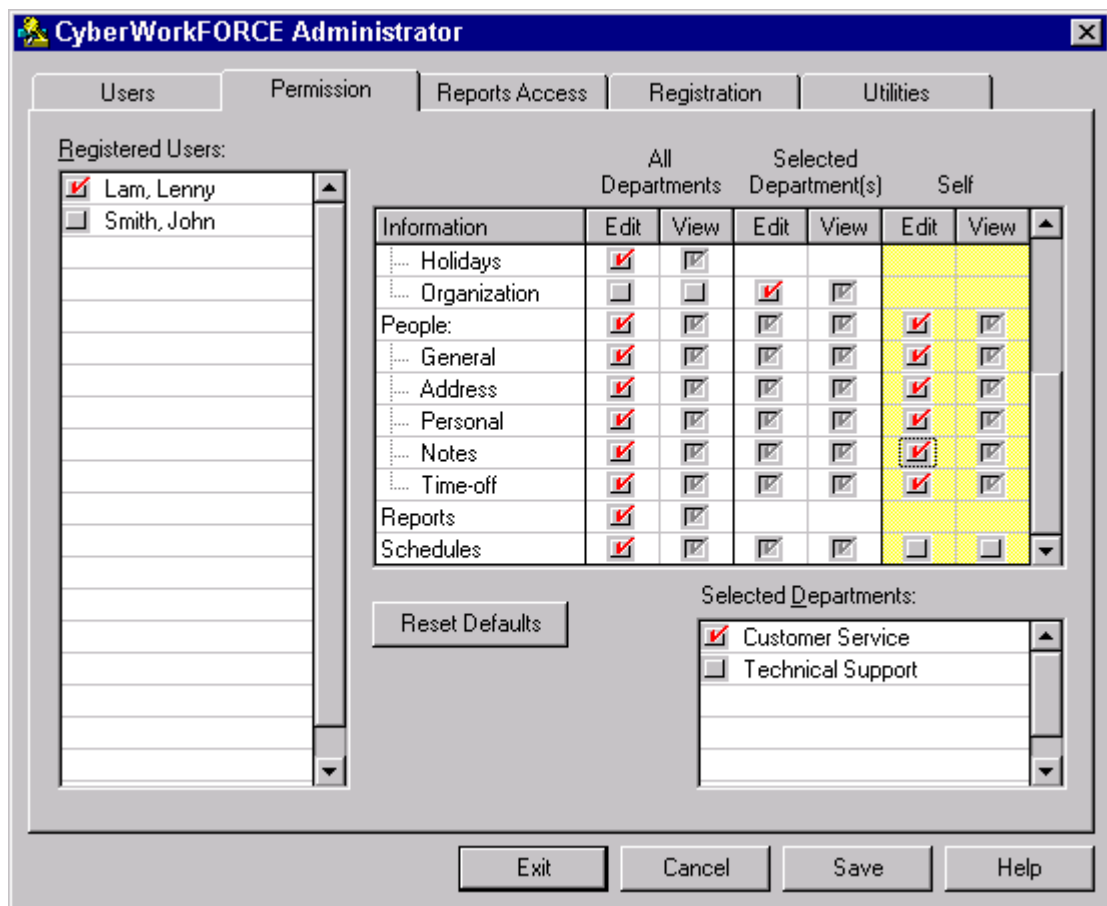 CyberWorkFORCE Administrator
Users Permission Reports Access Registration Utilities
Registered Users:
Lam, Lenny
Smith, John
All Departments Selected Department(s) Self
Information Edit View Edit View Edit View
Holidays
Organization
People:
General
Address
Personal
Notes
Time-off
Reports
Schedules
Reset Defaults
Selected Departments:
Customer Service
Technical Support
Exit Cancel Save Help